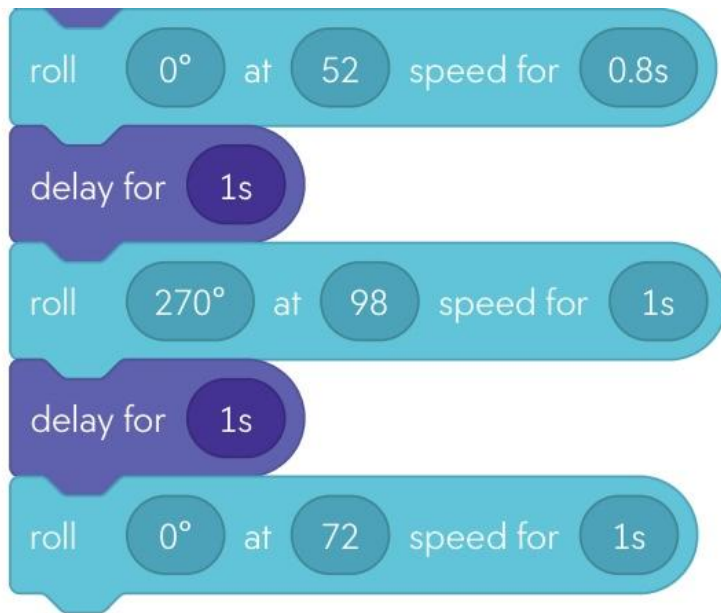 roll 0° at 52 speed for 0.8s
delay for 1s
roll 270° at 98 speed for 1s
delay for 1s
roll 0° at 72 speed for 1s